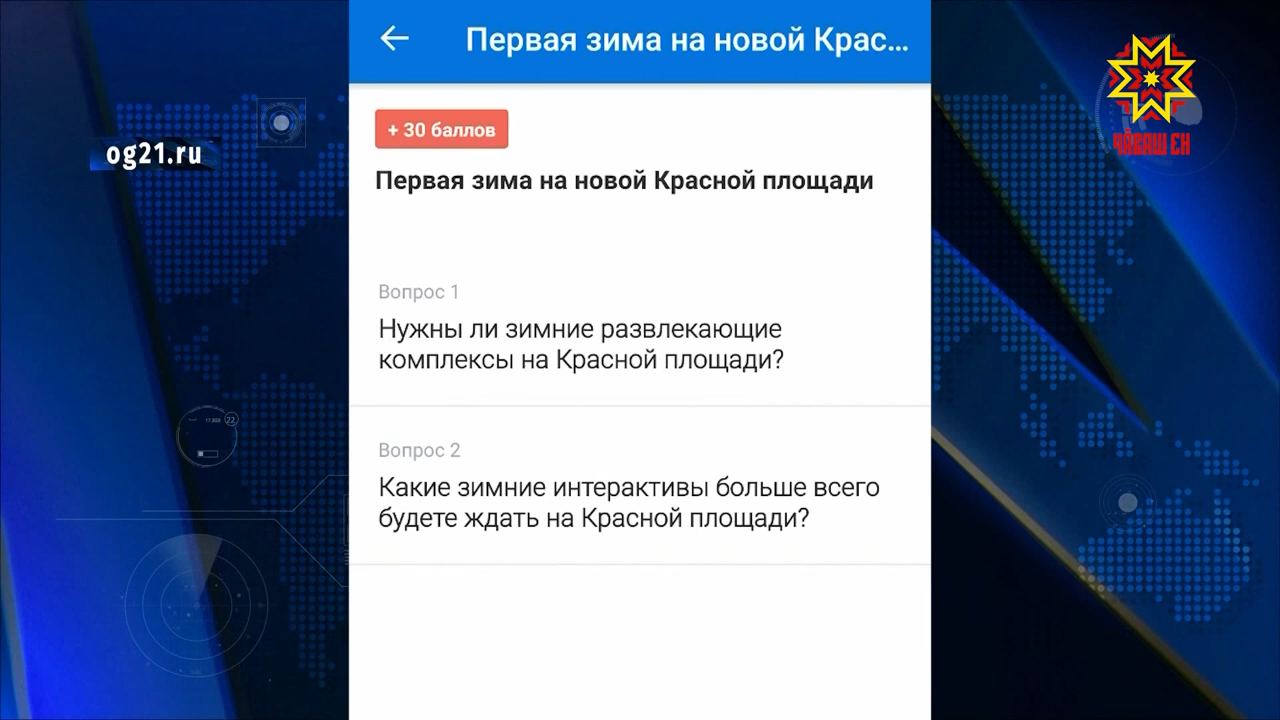 Первая зима на новой Крас...
og21.ru
ЧĂВАШ ЕН
+ 30 баллов
Первая зима на новой Красной площади
Вопрос 1
Нужны ли зимние развлекающие
комплексы на Красной площади?
22
Вопрос 2
Какие зимние интерактивы больше всего
будете ждать на Красной площади?